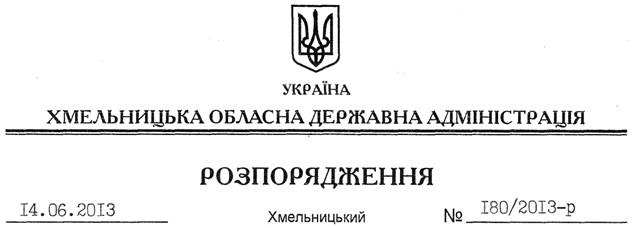 УКРАЇНА
ХМЕЛЬНИЦЬКА ОБЛАСНА ДЕРЖАВНА АДМІНІСТРАЦІЯ
РОЗПОРЯДЖЕННЯ
14.06.2013 Хмельницький № 180/2013-р